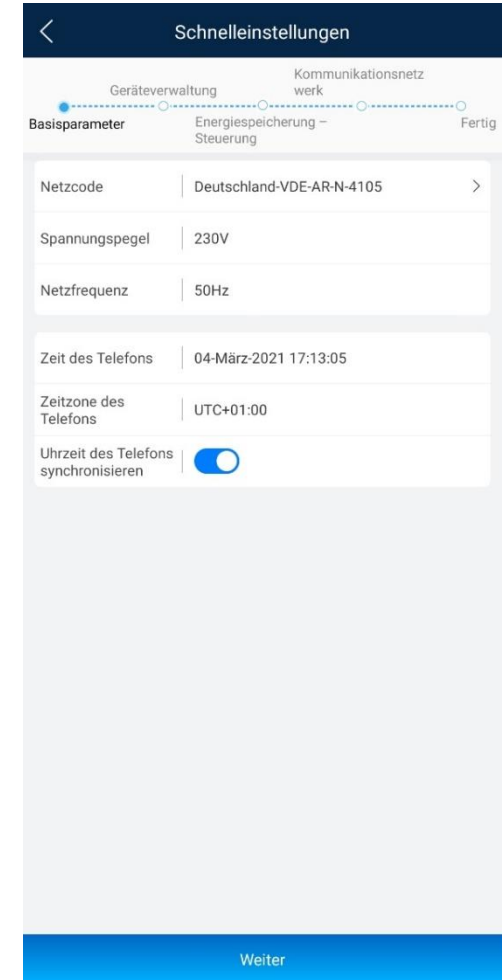 Schnelleinstellungen
Kommunikationsnetz
werk
Geräteverwaltung
Basisparameter
Energiespeicherung –
Steuerung
Fertig
Netzcode
Deutschland-VDE-AR-N-4105
Spannungspegel
230V
Netzfrequenz
50Hz
Zeit des Telefons
04-März-2021 17:13:05
Zeitzone des
Telefons
UTC+01:00
Uhrzeit des Telefons
synchronisieren
Weiter